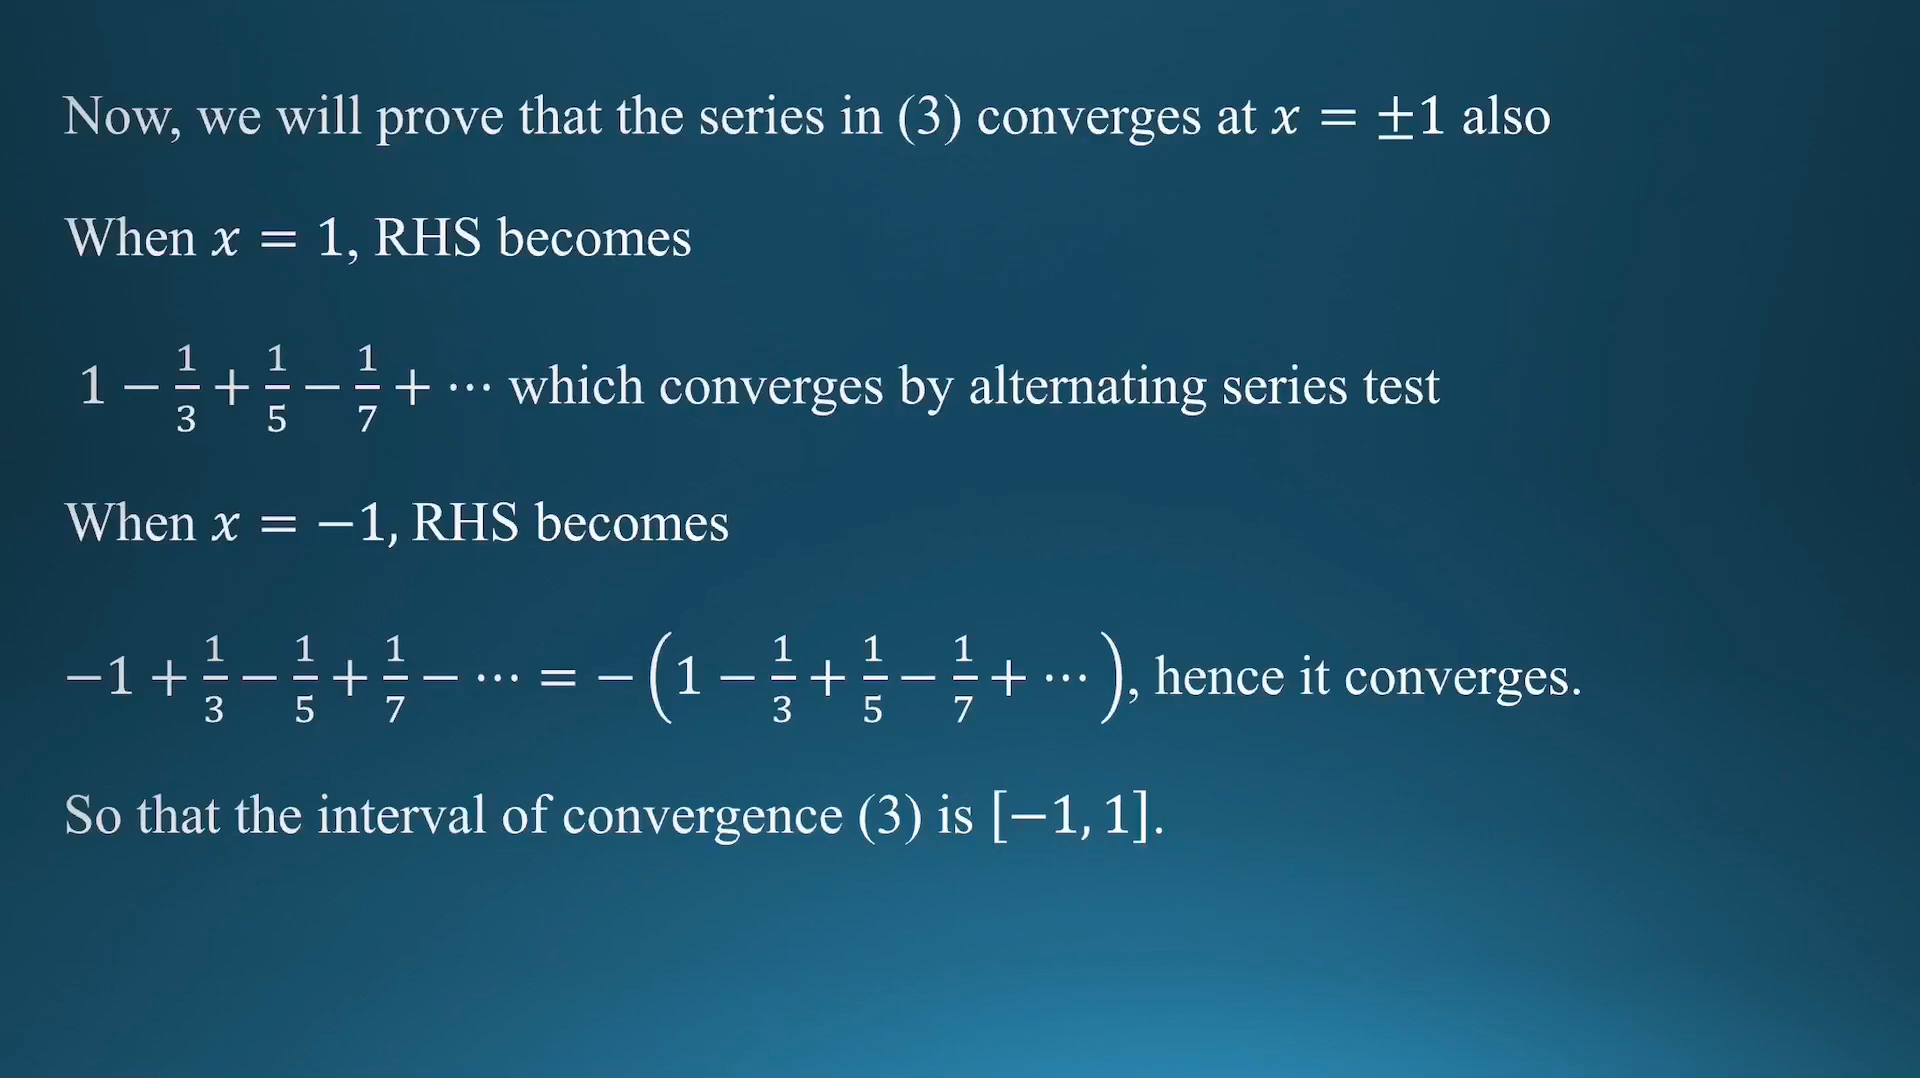 Now, we will prove that the series in (3) converges at x = ±1 also
When x = 1, RHS becomes
1 − 1/3 + 1/5 − 1/7 + ⋯ which converges by alternating series test
When x = −1, RHS becomes
−1 + 1/3 − 1/5 + 1/7 − ⋯ = −(1 − 1/3 + 1/5 − 1/7 + ⋯), hence it converges.
So that the interval of convergence (3) is [−1, 1].